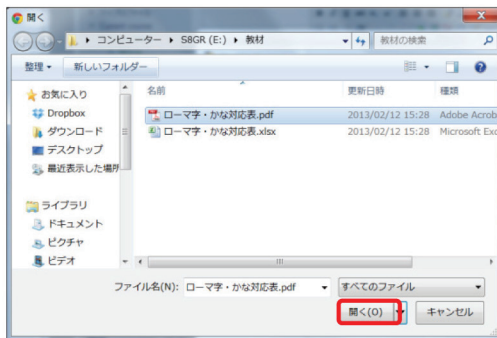 開く
コンピューター ▸ S8GR (E:) ▸ 教材
教材の検索
整理 新しいフォルダー
お気に入り
Dropbox
ダウンロード
デスクトップ
最近表示した場所
ライブラリ
ドキュメント
ピクチャ
ビデオ
名前 更新日時 種類
ローマ字・かな対応表.pdf 2013/02/12 15:28 Adobe Acrob
ローマ字・かな対応表.xlsx 2013/02/12 15:28 Microsoft Exc
ファイル名(N): ローマ字・かな対応表.pdf すべてのファイル
開く(O) キャンセル